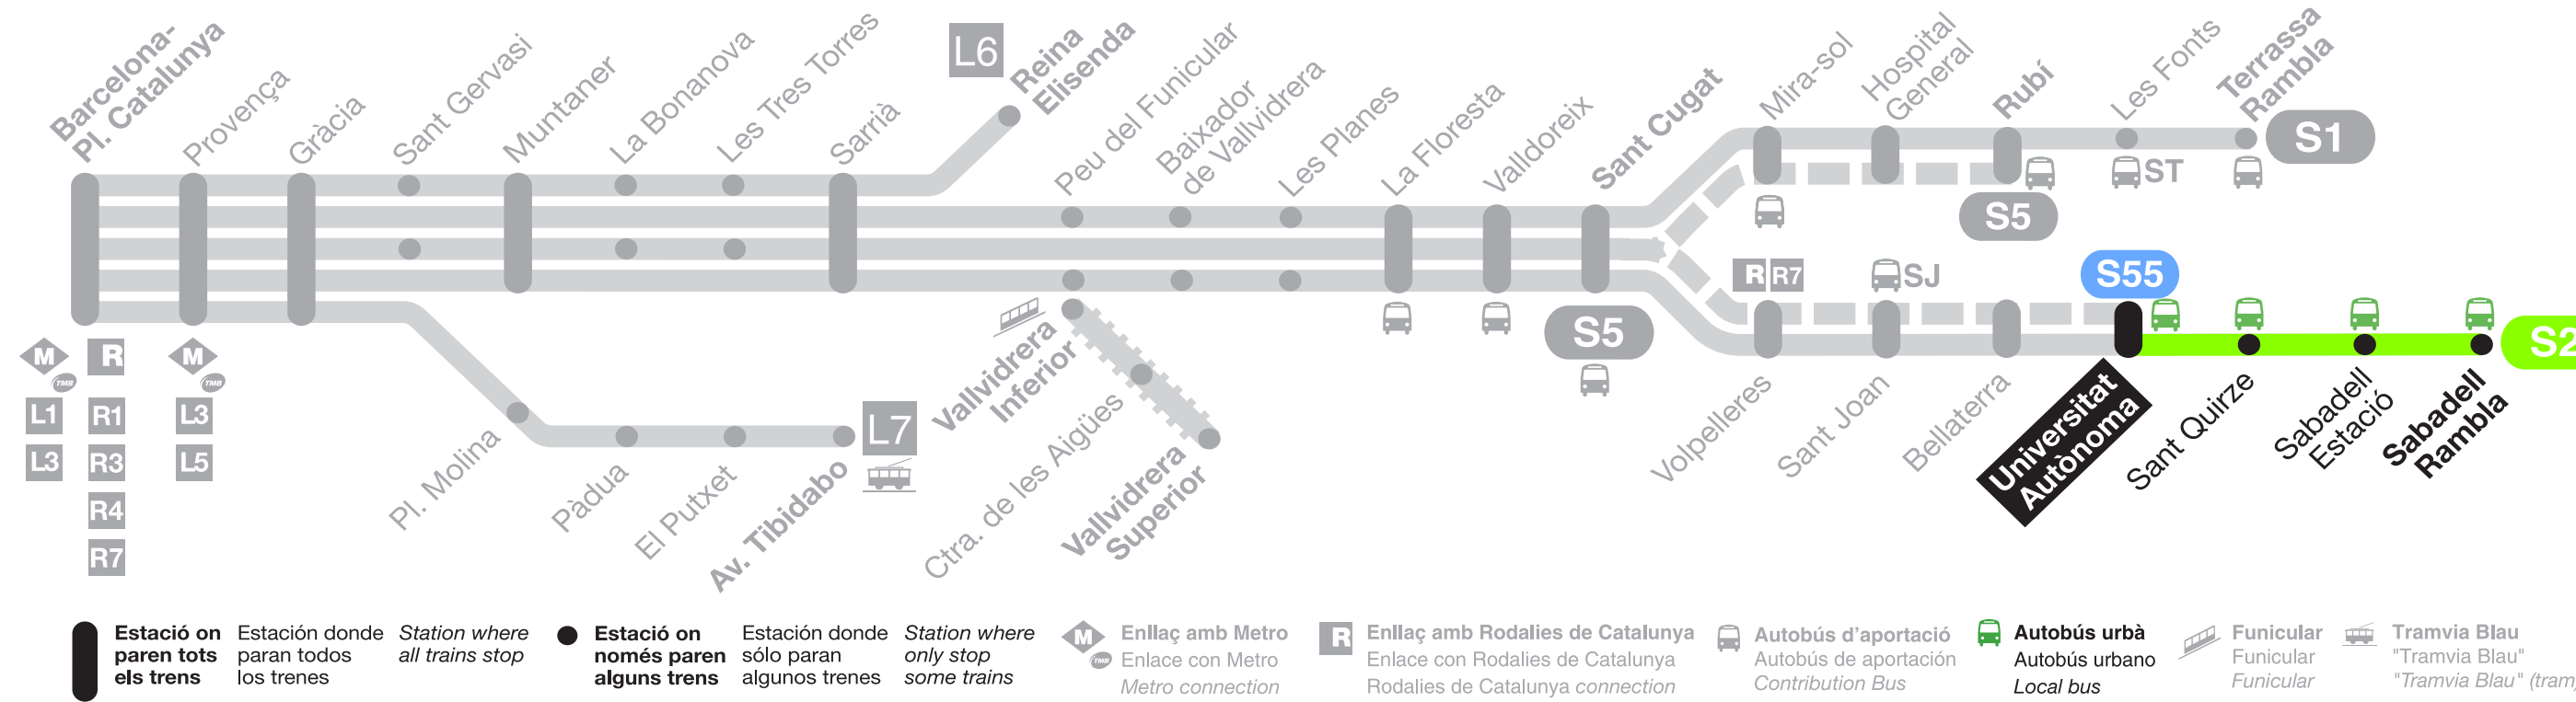 Barcelona-
Pl. Catalunya
Provença
Gràcia
Sant Gervasi
Muntaner
La Bonanova
Les Tres Torres
Sarrià
L6
Reina
Elisenda
Peu del Funicular
Baixador
de Vallvidrera
Les Planes
La Floresta
Valldoreix
Sant Cugat
Mira-sol
Hospital
General
Rubí
Les Fonts
Terrassa
Rambla
S1
ST
S5
R R7
SJ
S55
S5
S2
M
TMB
R
M
TMB
L1
R1
L3
L3
R3
L5
R4
R7
Pl. Molina
Pàdua
El Putxet
Av. Tibidabo
L7
Vallvidrera
Inferior
Ctra. de les Aigües
Vallvidrera
Superior
Volpelleres
Sant Joan
Bellaterra
Universitat
Autònoma
Sant Quirze
Sabadell
Estació
Sabadell
Rambla
Estació on
paren tots
els trens
Estación donde
paran todos
los trenes
Station where
all trains stop
Estació on
només paren
alguns trens
Estación donde
sólo paran
algunos trenes
Station where
only stop
some trains
M
TMB
Enllaç amb Metro
Enlace con Metro
Metro connection
R
Enllaç amb Rodalies de Catalunya
Enlace con Rodalies de Catalunya
Rodalies de Catalunya connection
Autobús d'aportació
Autobús de aportación
Contribution Bus
Autobús urbà
Autobús urbano
Local bus
Funicular
Funicular
Funicular
Tramvia Blau
"Tramvia Blau"
"Tramvia Blau" (tram